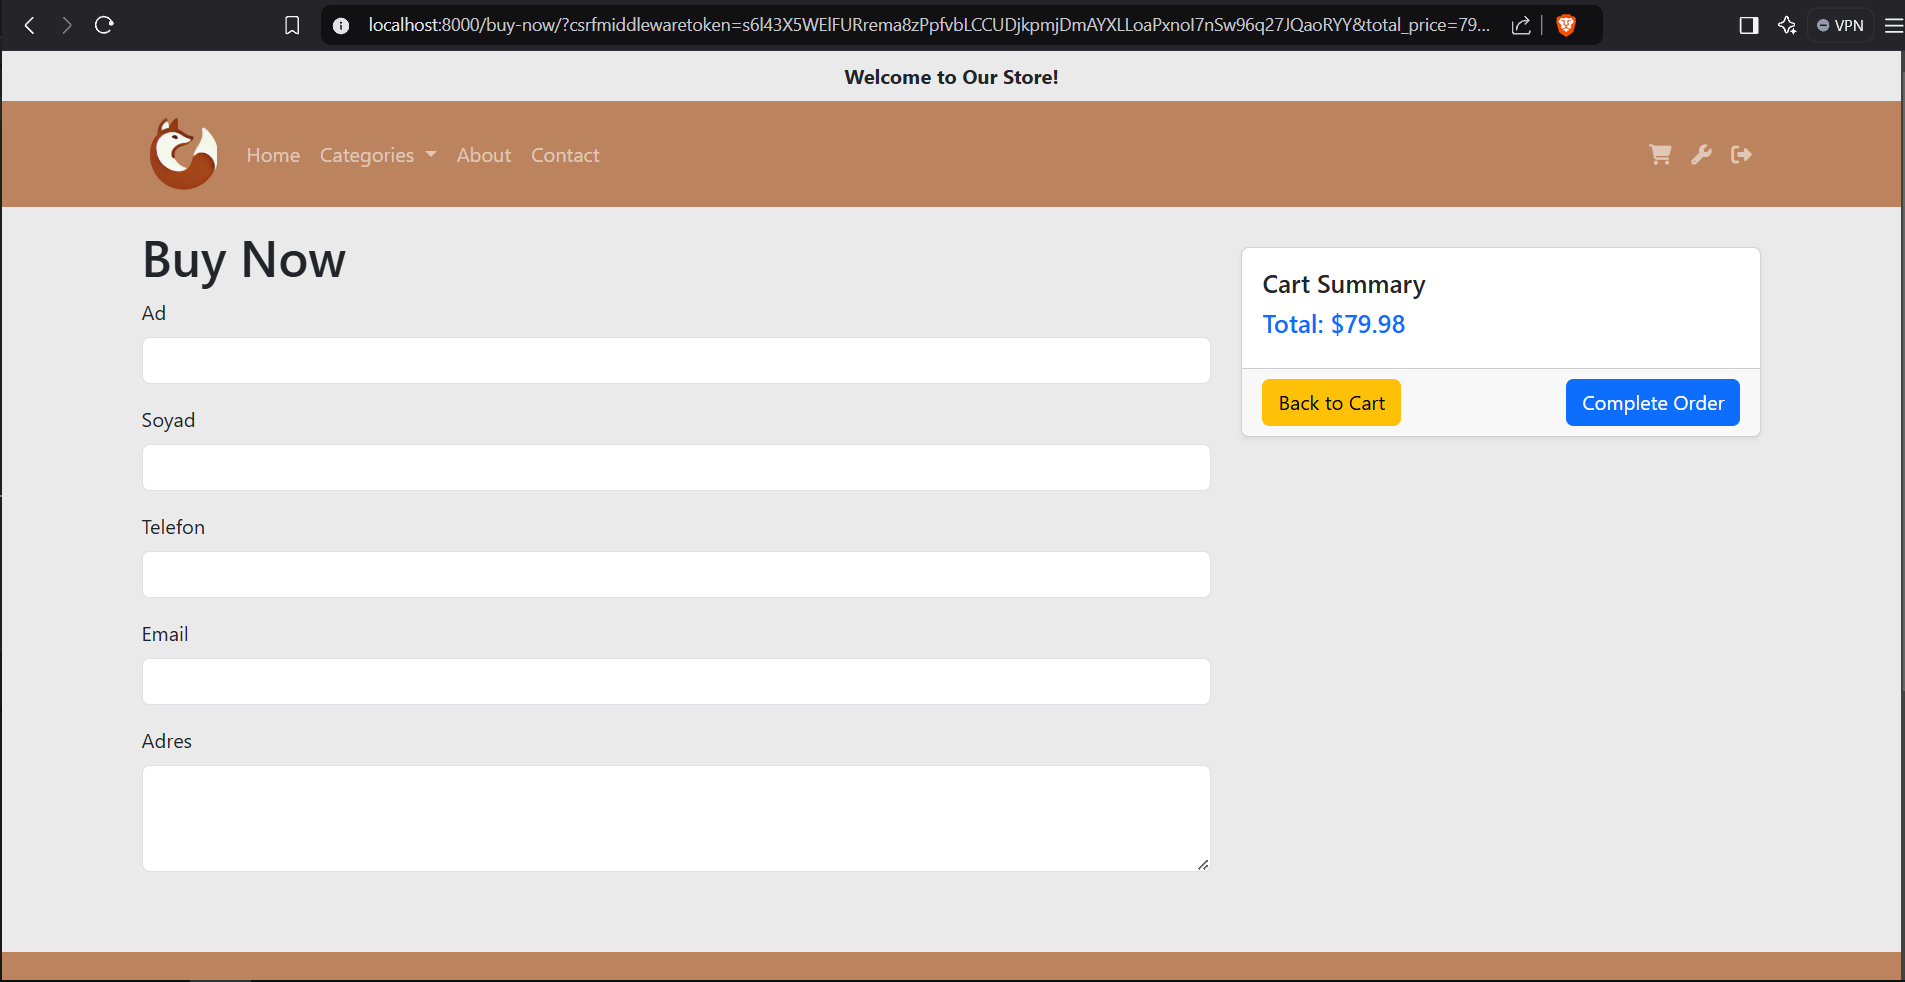 localhost:8000/buy-now/?csrfmiddlewaretoken=s6l43X5WElFURrema8zPpfvbLCCUDjkpmjDmAYXLLoaPxnoI7nSw96q27JQaoRYY&total_price=79...
VPN
Welcome to Our Store!
Home Categories About Contact
Buy Now
Ad
Soyad
Telefon
Email
Adres
Cart Summary
Total: $79.98
Back to Cart
Complete Order